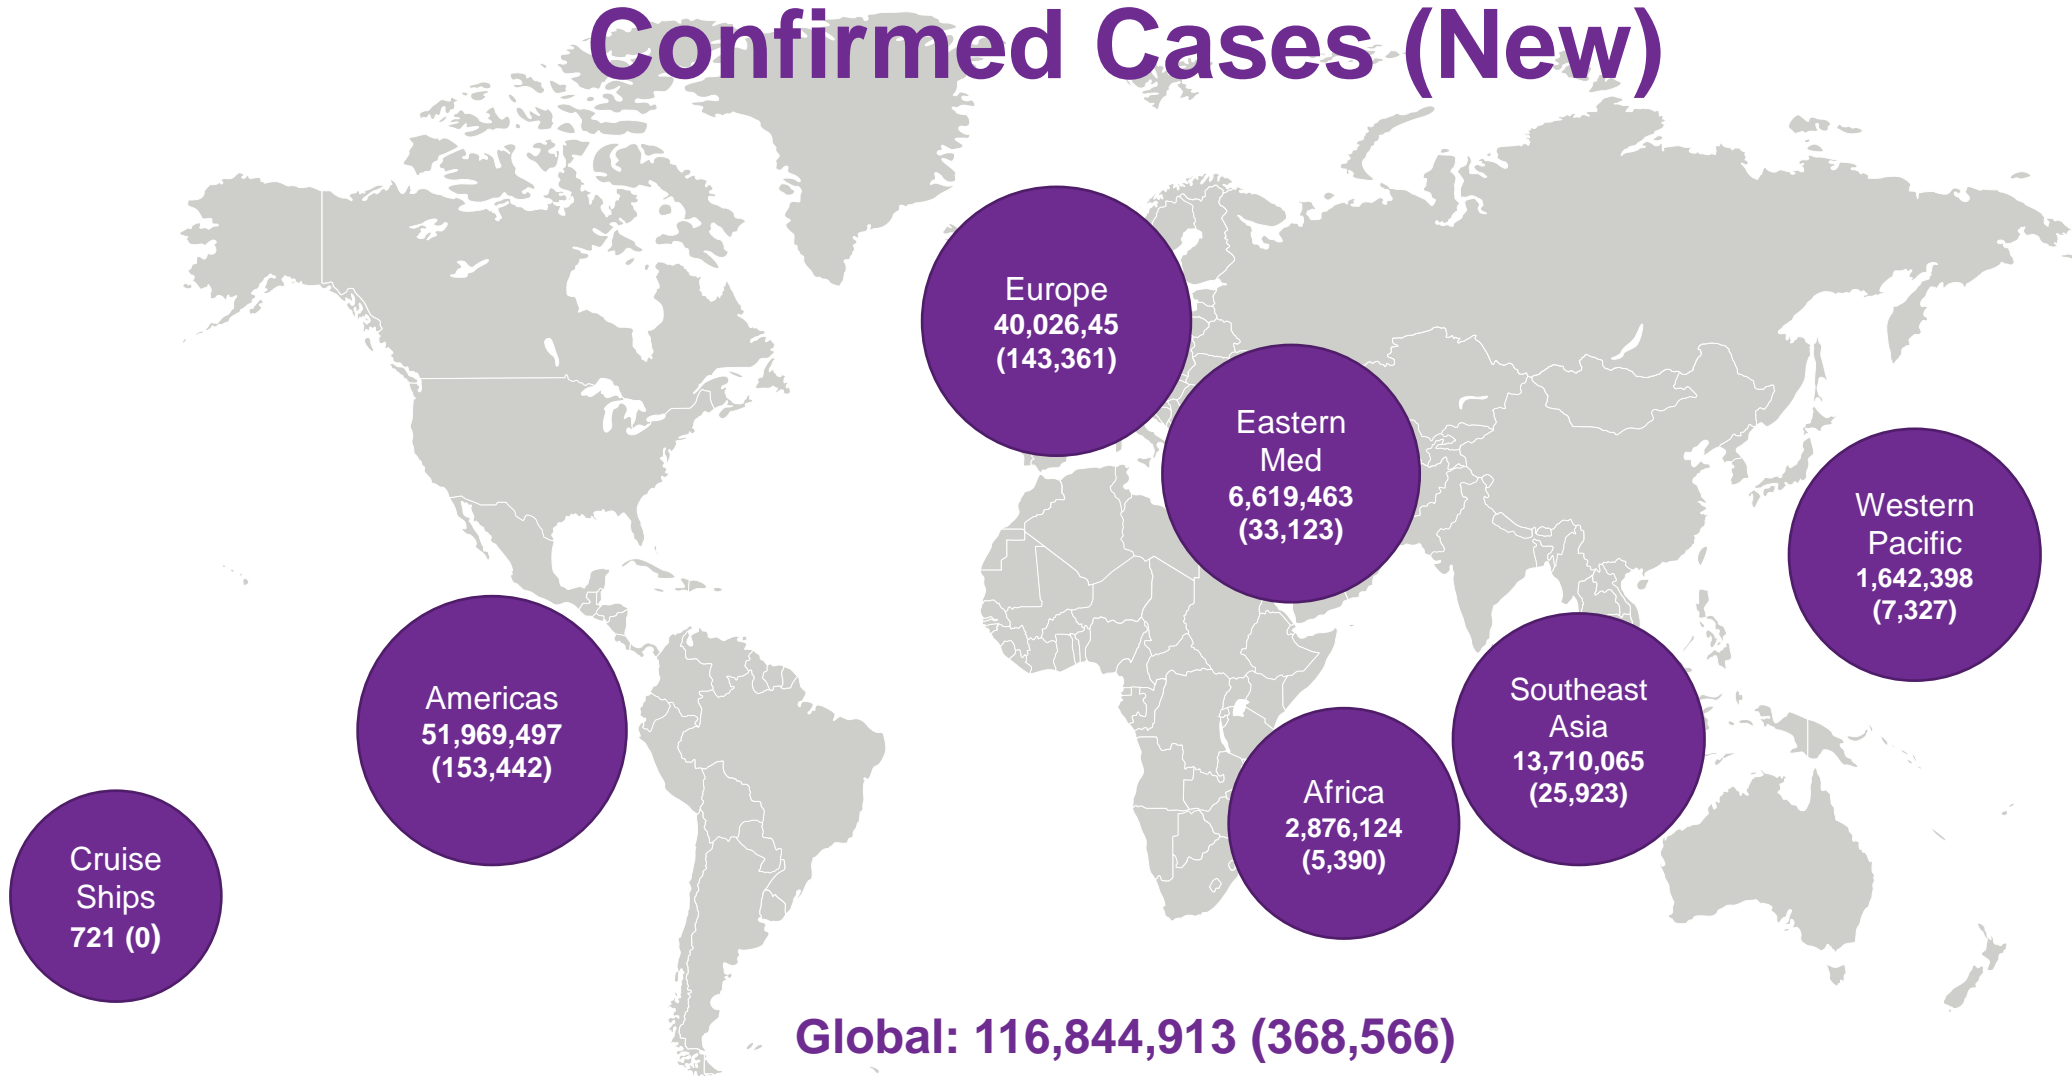 Confirmed Cases (New)
Europe
40,026,45
(143,361)
Eastern
Med
6,619,463
(33,123)
Western
Pacific
1,642,398
(7,327)
Americas
51,969,497
(153,442)
Southeast
Asia
13,710,065
(25,923)
Africa
2,876,124
(5,390)
Cruise
Ships
721 (0)
Global: 116,844,913 (368,566)